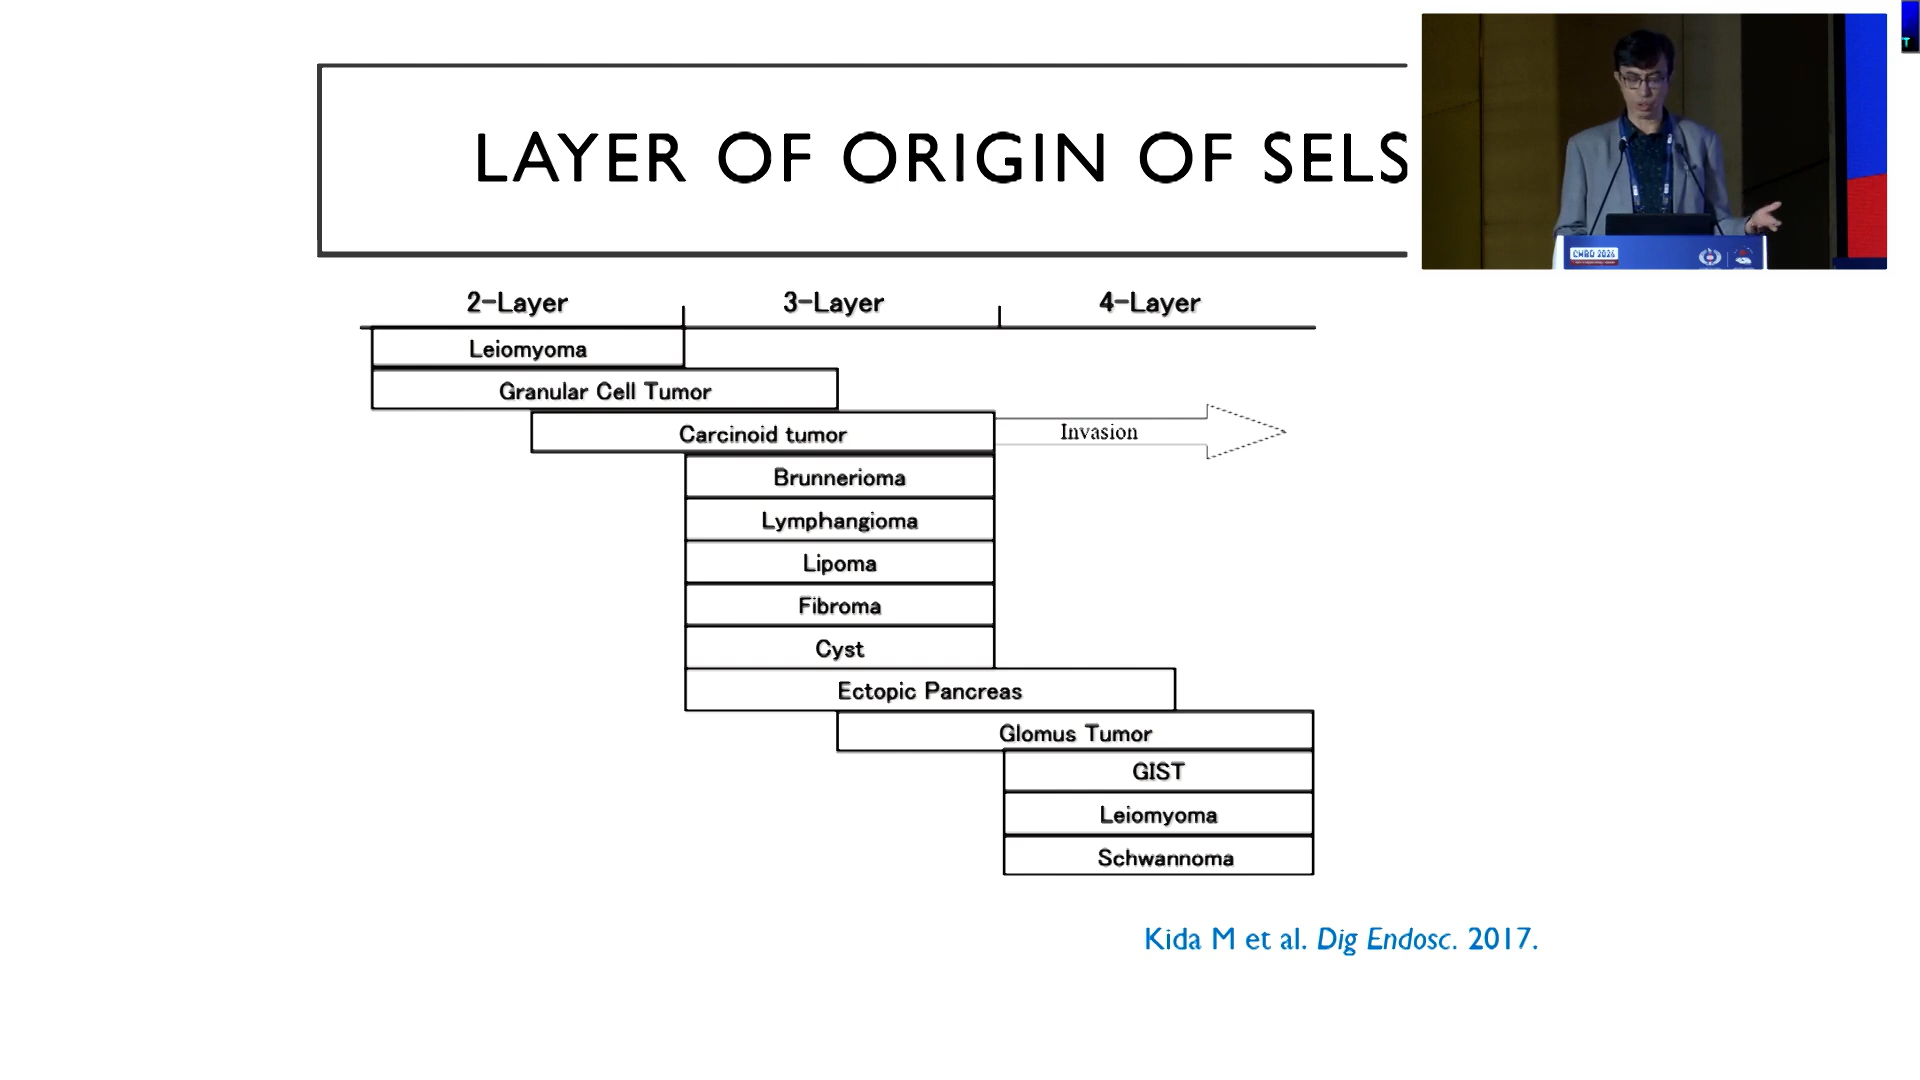 LAYER OF ORIGIN OF SELS
2-Layer 3-Layer 4-Layer
Leiomyoma
Granular Cell Tumor
Carcinoid tumor Invasion
Brunnerioma
Lymphangioma
Lipoma
Fibroma
Cyst
Ectopic Pancreas
Glomus Tumor
GIST
Leiomyoma
Schwannoma
Kida M et al. Dig Endosc. 2017.
T